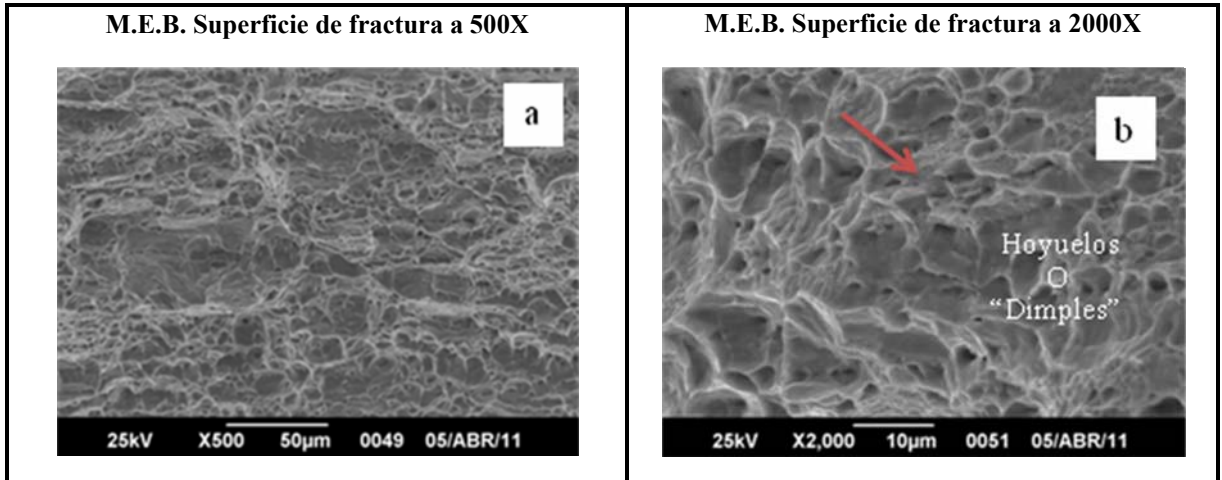 M.E.B. Superficie de fractura a 500X
a
25kV X500 50µm 0049 05/ABR/11
M.E.B. Superficie de fractura a 2000X
b
Hoyuelos
O
“Dimples”
25kV X2,000 10µm 0051 05/ABR/11